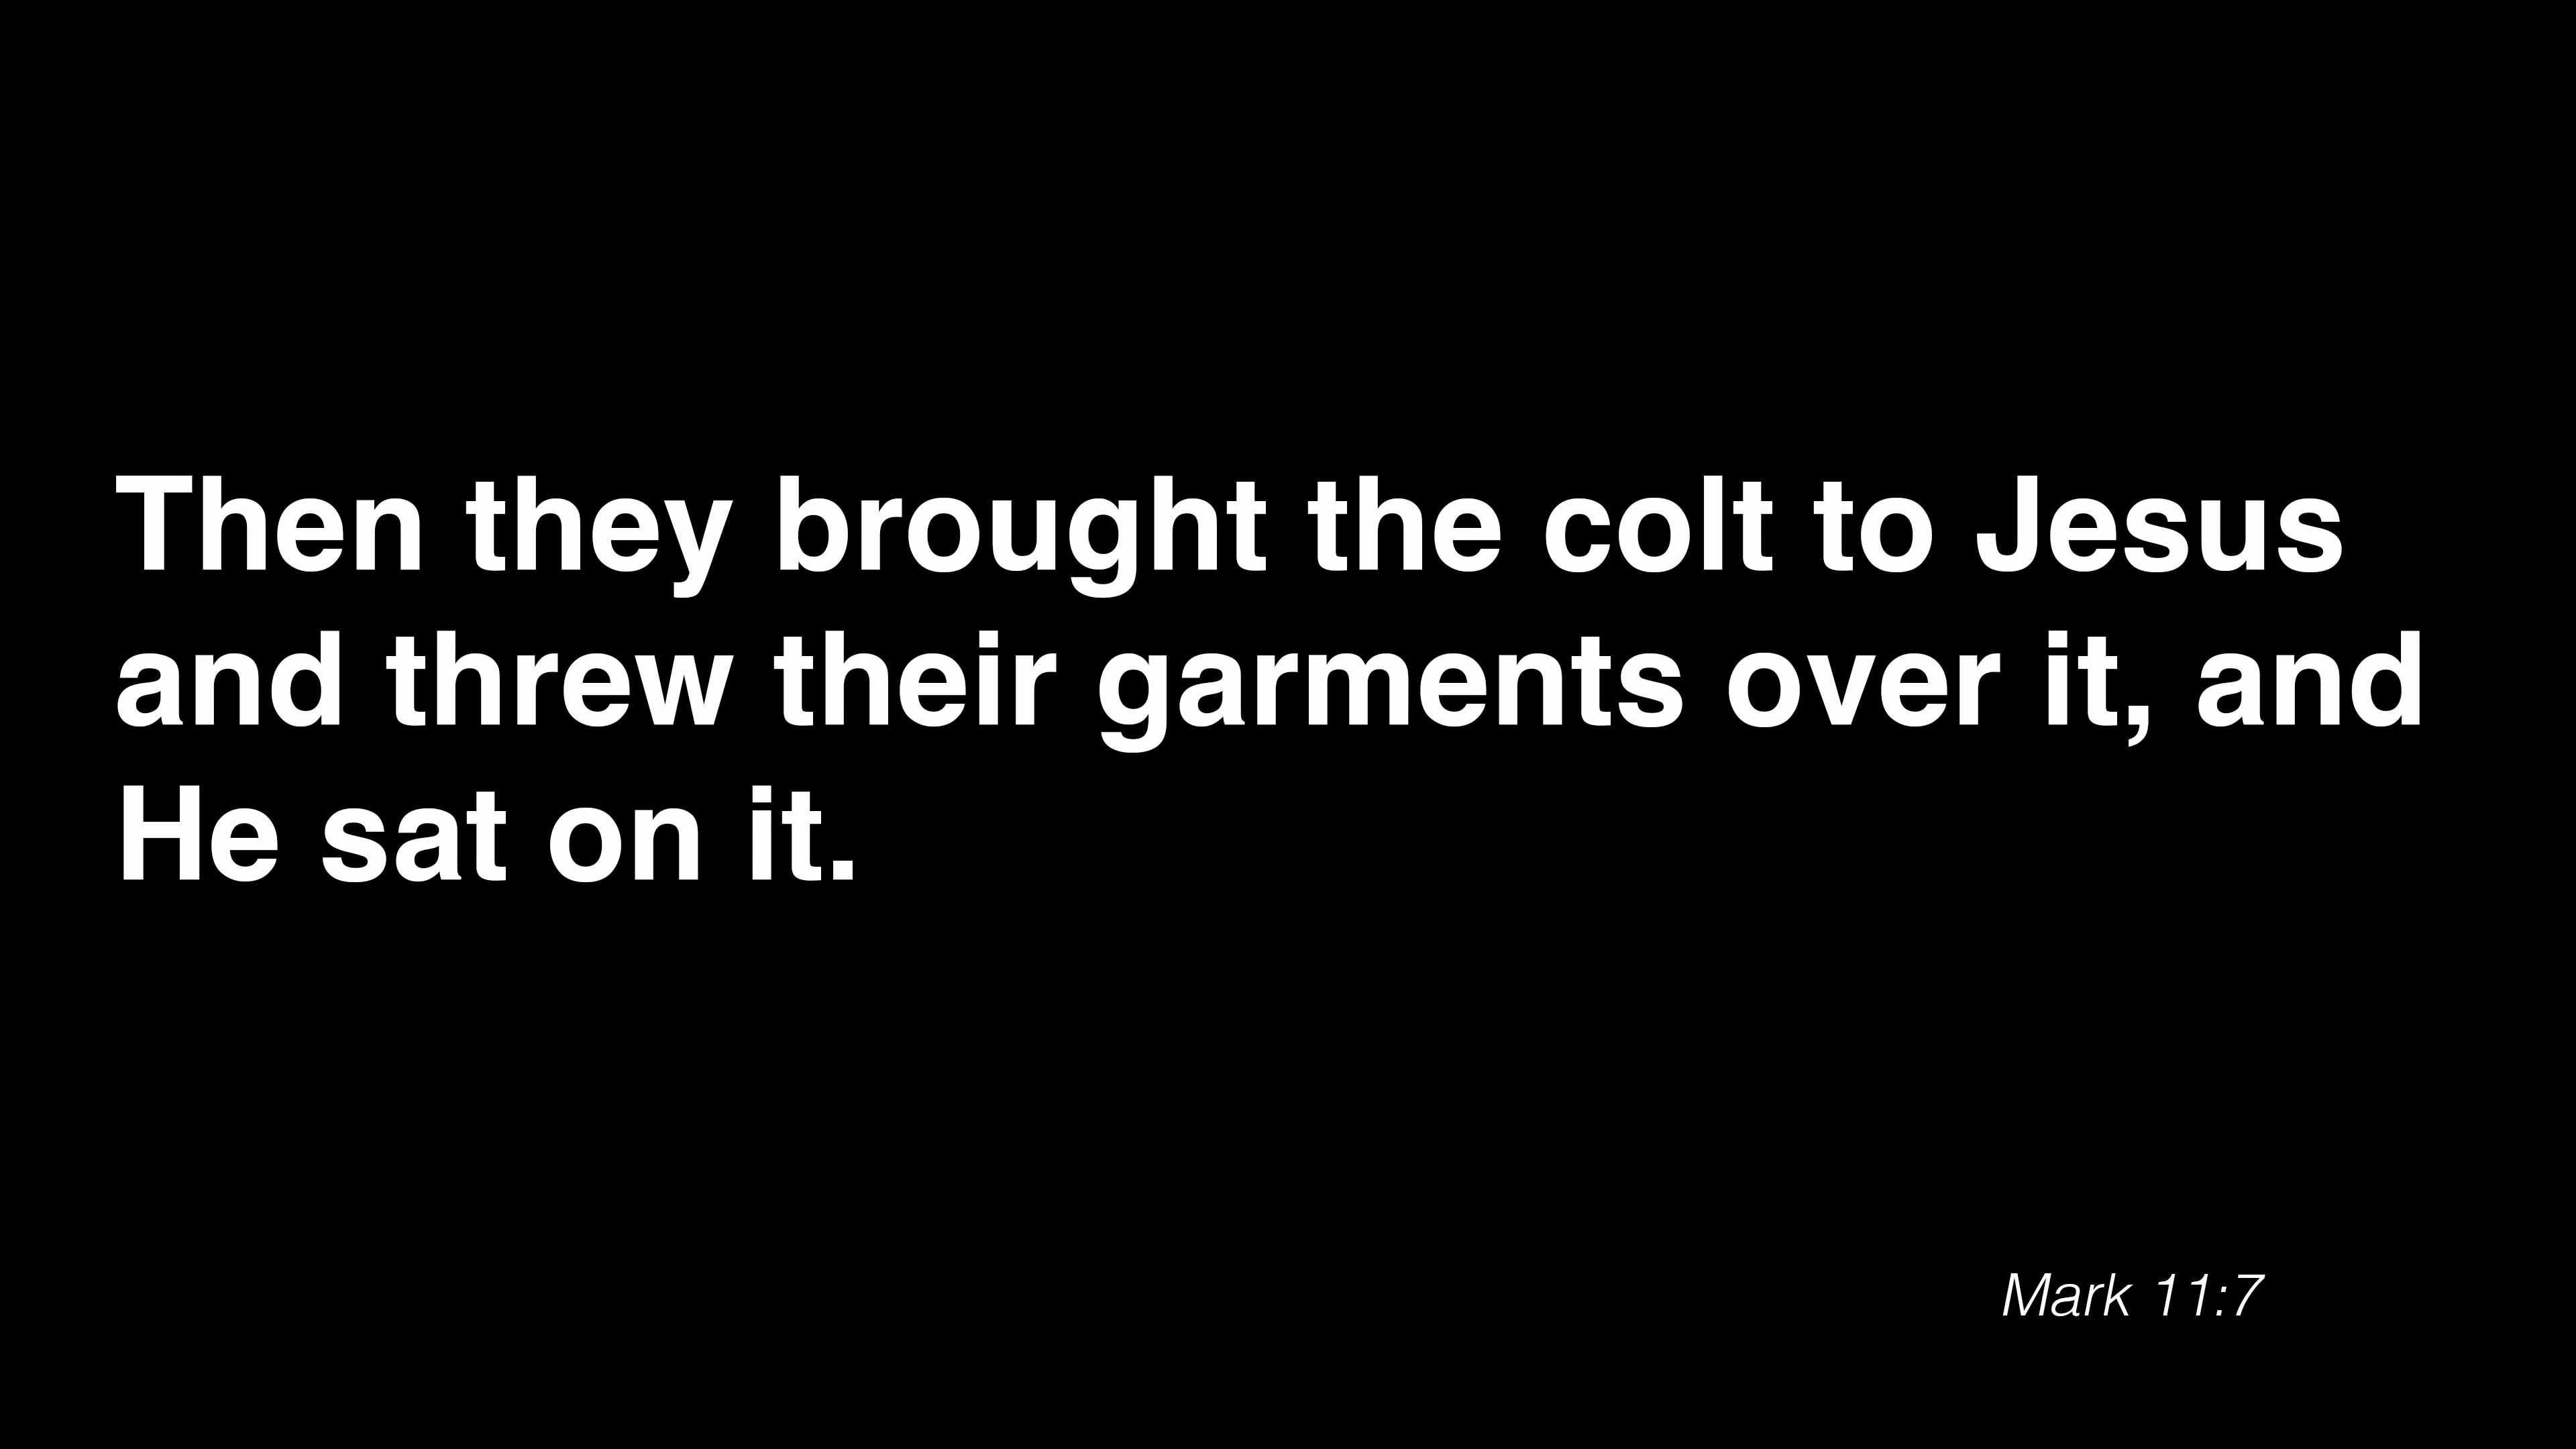 Then they brought the colt to Jesus
and threw their garments over it, and
He sat on it.
Mark 11:7